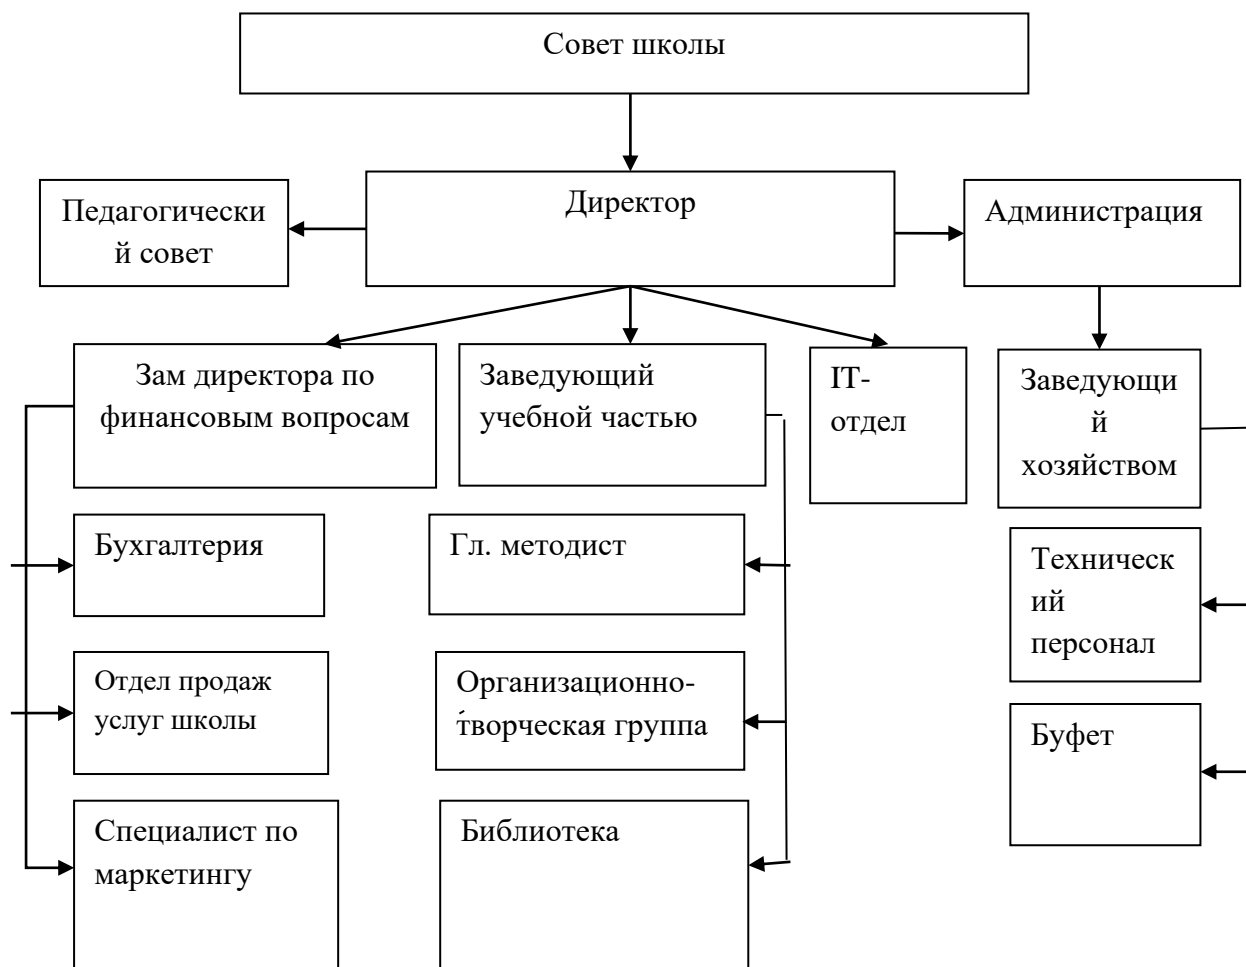 Совет школы
Педагогически
й совет
Директор
Администрация
Зам директора по
финансовым вопросам
Заведующий
учебной частью
IT-
отдел
Заведующи
й
хозяйством
Бухгалтерия
Гл. методист
Техническ
ий
персонал
Отдел продаж
услуг школы
Организационно-
творческая группа
Буфет
Специалист по
маркетингу
Библиотека